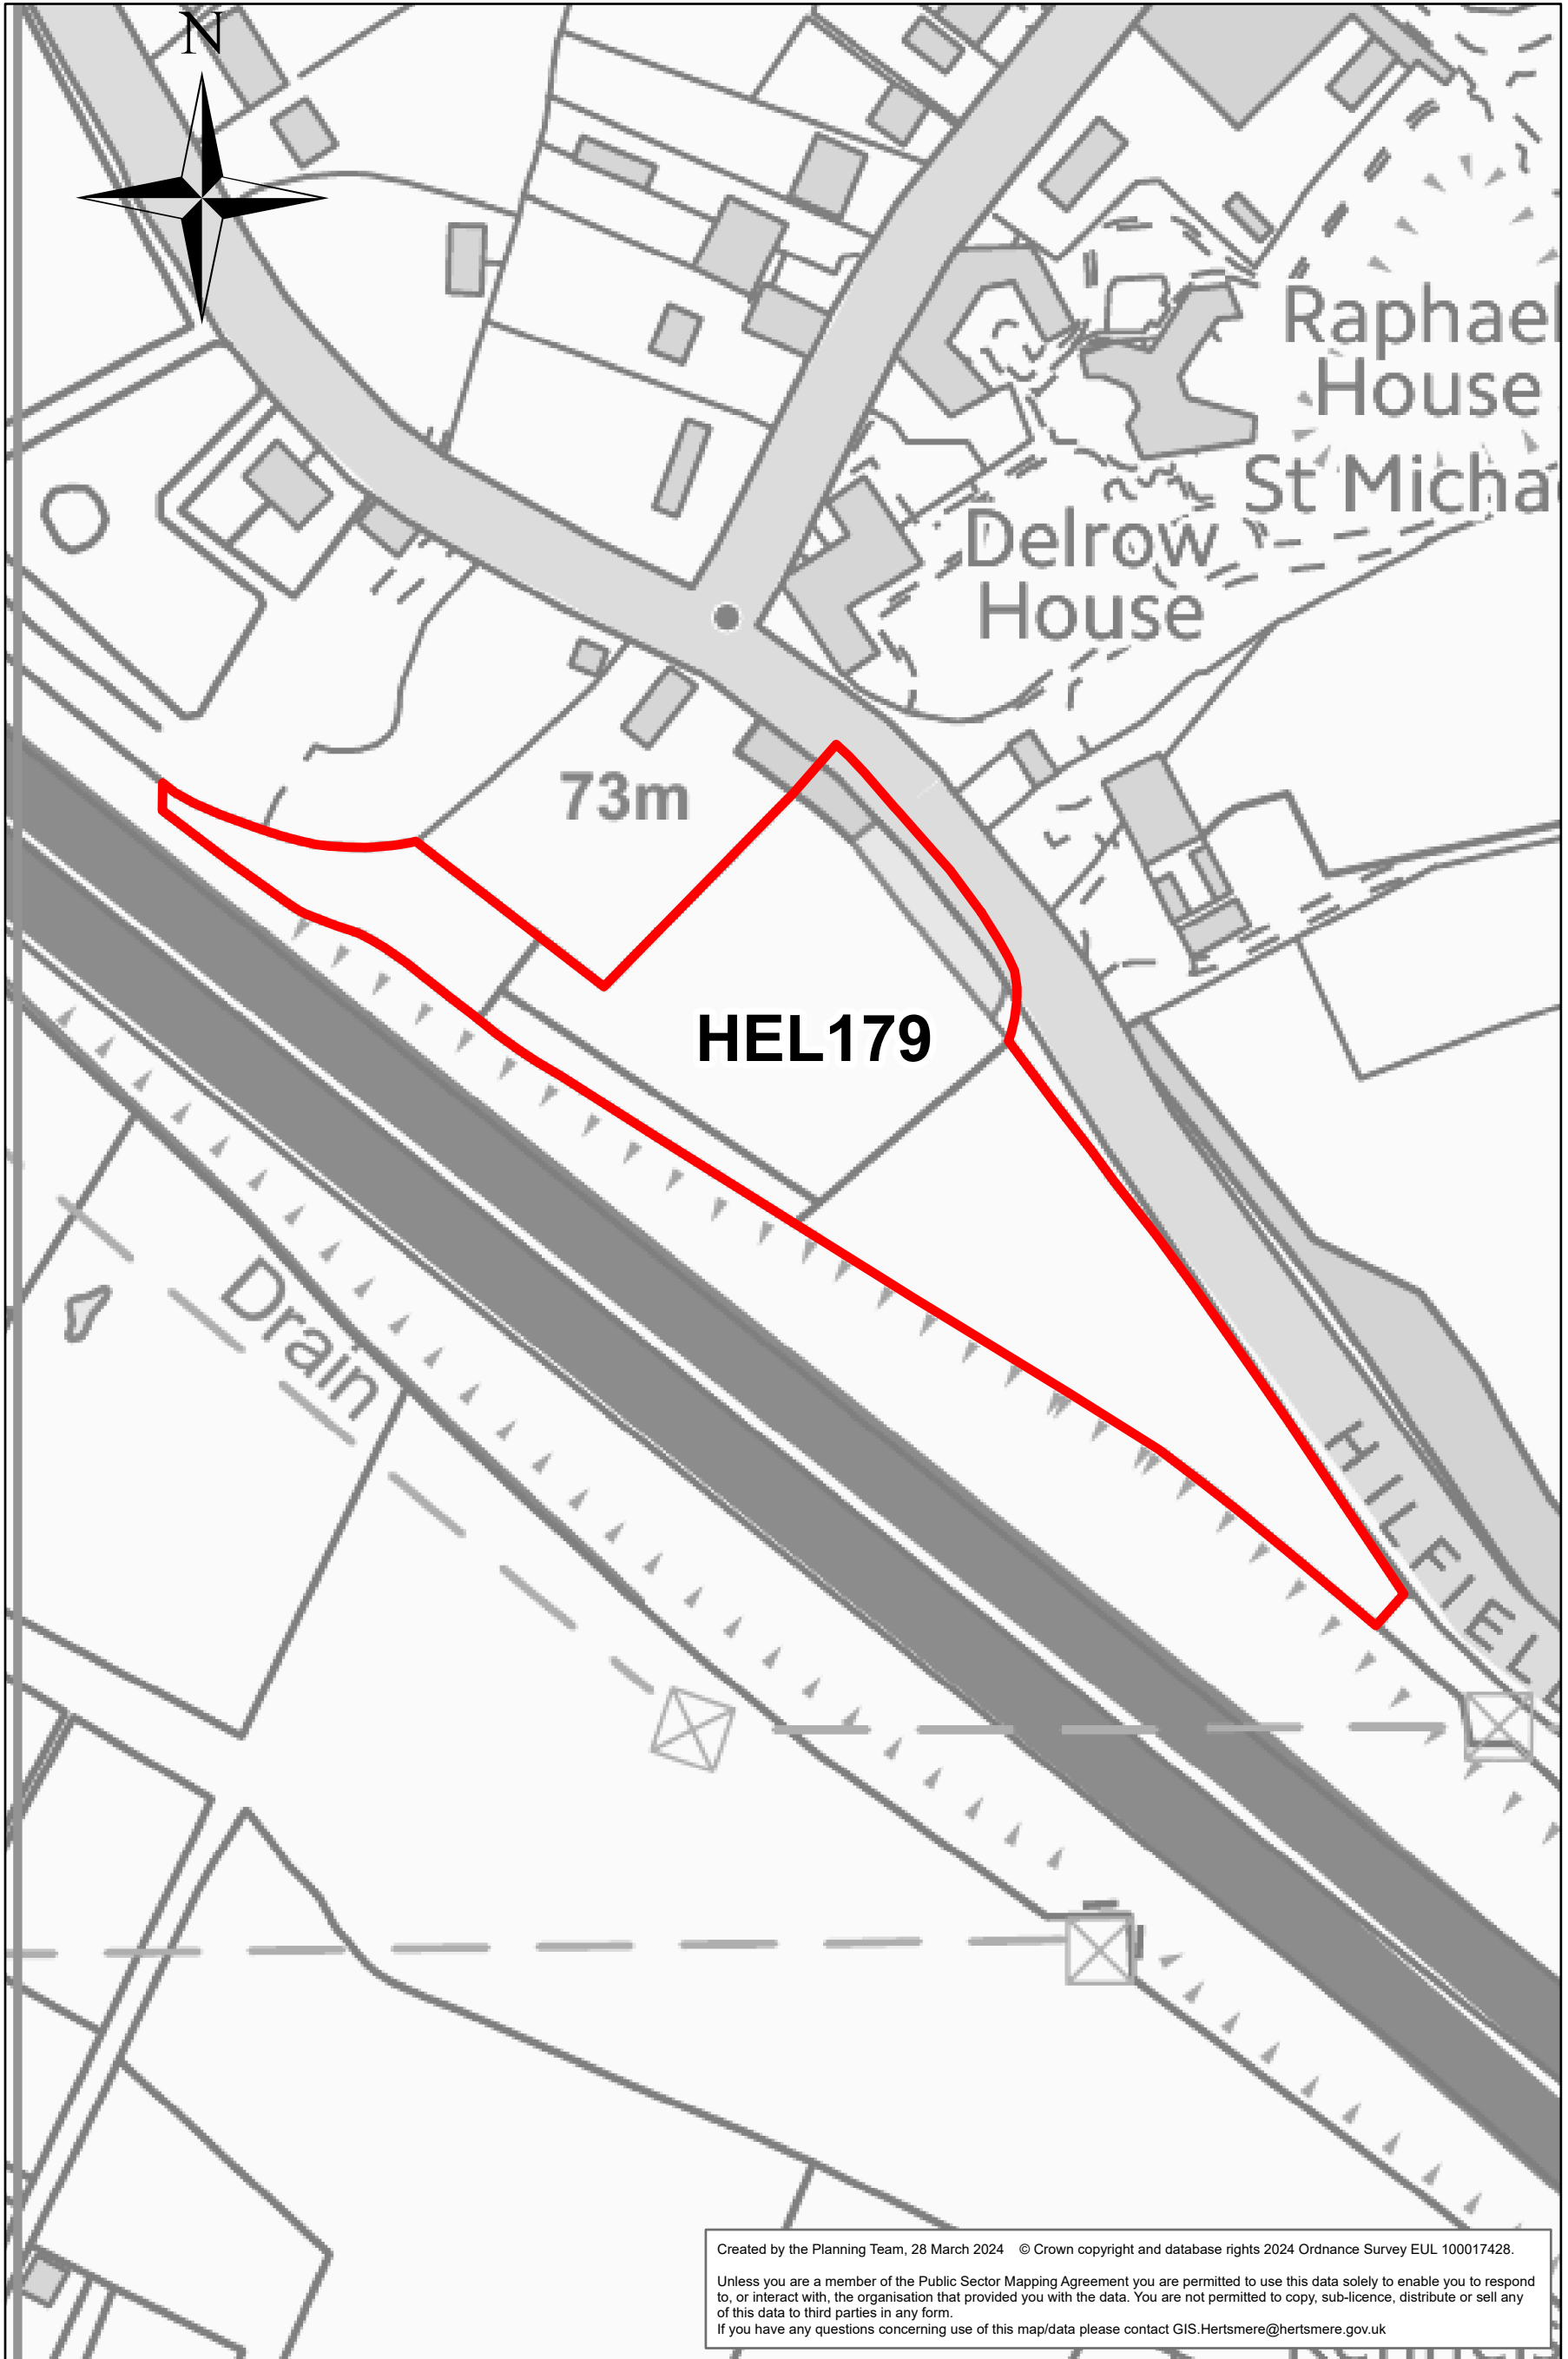 N
Raphael
House
St Micha
Delrow
House
73m
HEL179
Drain
HILFIEL
Created by the Planning Team, 28 March 2024 © Crown copyright and database rights 2024 Ordnance Survey EUL 100017428.
Unless you are a member of the Public Sector Mapping Agreement you are permitted to use this data solely to enable you to respond
to, or interact with, the organisation that provided you with the data. You are not permitted to copy, sub-licence, distribute or sell any
of this data to third parties in any form.
If you have any questions concerning use of this map/data please contact GIS.Hertsmere@hertsmere.gov.uk